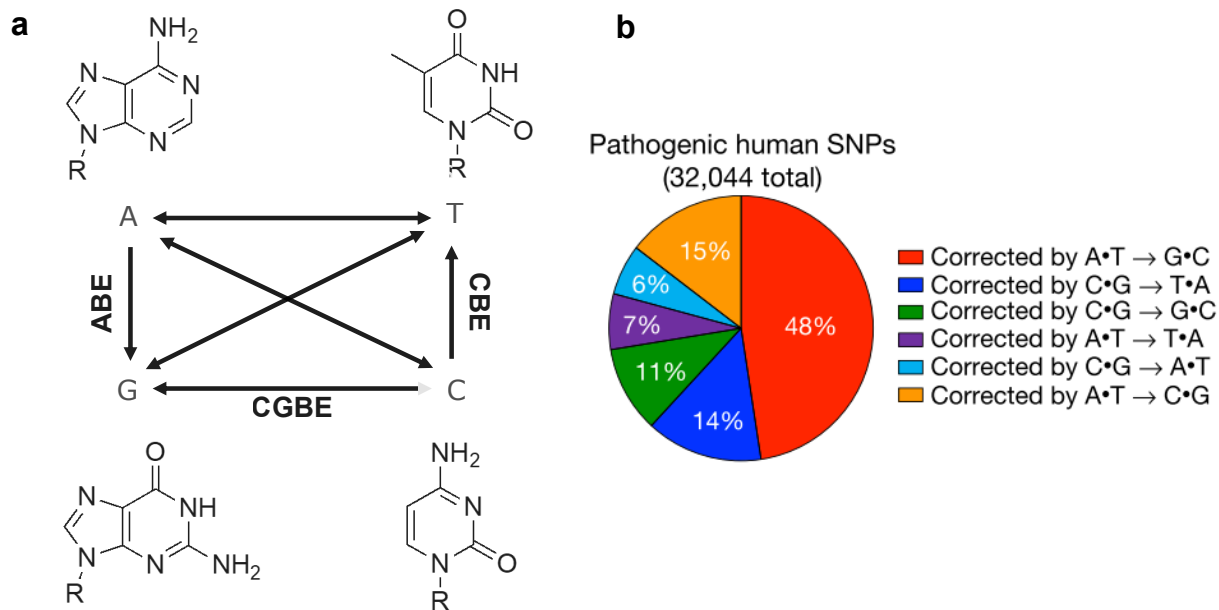 a
NH₂
N
N
N
N
R
O
NH
N
O
R
A
T
ABE
CBE
G
C
CGBE
O
N
NH
N
N
NH₂
R
NH₂
N
N
O
R
b
Pathogenic human SNPs
(32,044 total)
15%
6%
7%
11%
14%
48%
Corrected by A•T → G•C
Corrected by C•G → T•A
Corrected by C•G → G•C
Corrected by A•T → T•A
Corrected by C•G → A•T
Corrected by A•T → C•G